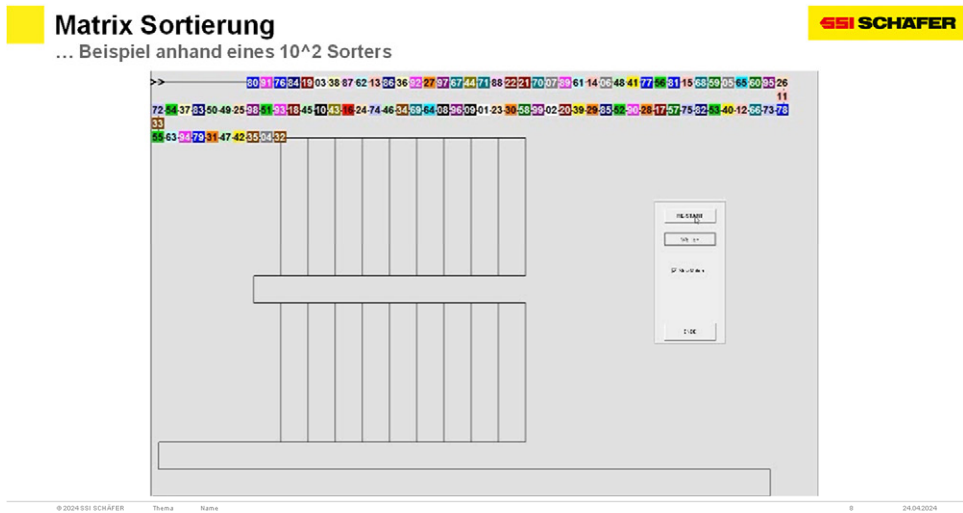 Matrix Sortierung
SSI SCHÄFER
… Beispiel anhand eines 10^2 Sorters
>> 80 91 76 84 19 03 38 87 62 13 86 36 92 27 97 67 44 71 88 22 21 70 07 89 61 14 06 48 41 77 56 81 15 68 59 05 65 60 95 26
11
72-54-37-83-50-49-25-98-51-93-18-45-10-43-16-24-74-46-34-69-64-08-96-09-01-23-30-58-99-02-20-39-29-85-52-90-28-17-57-75-82-53-40-12-66-73-78
33
55-63-94-79-31-47-42-35-04-32
ENDE
© 2024 SSI SCHÄFER Thema Name 8 24.04.2024